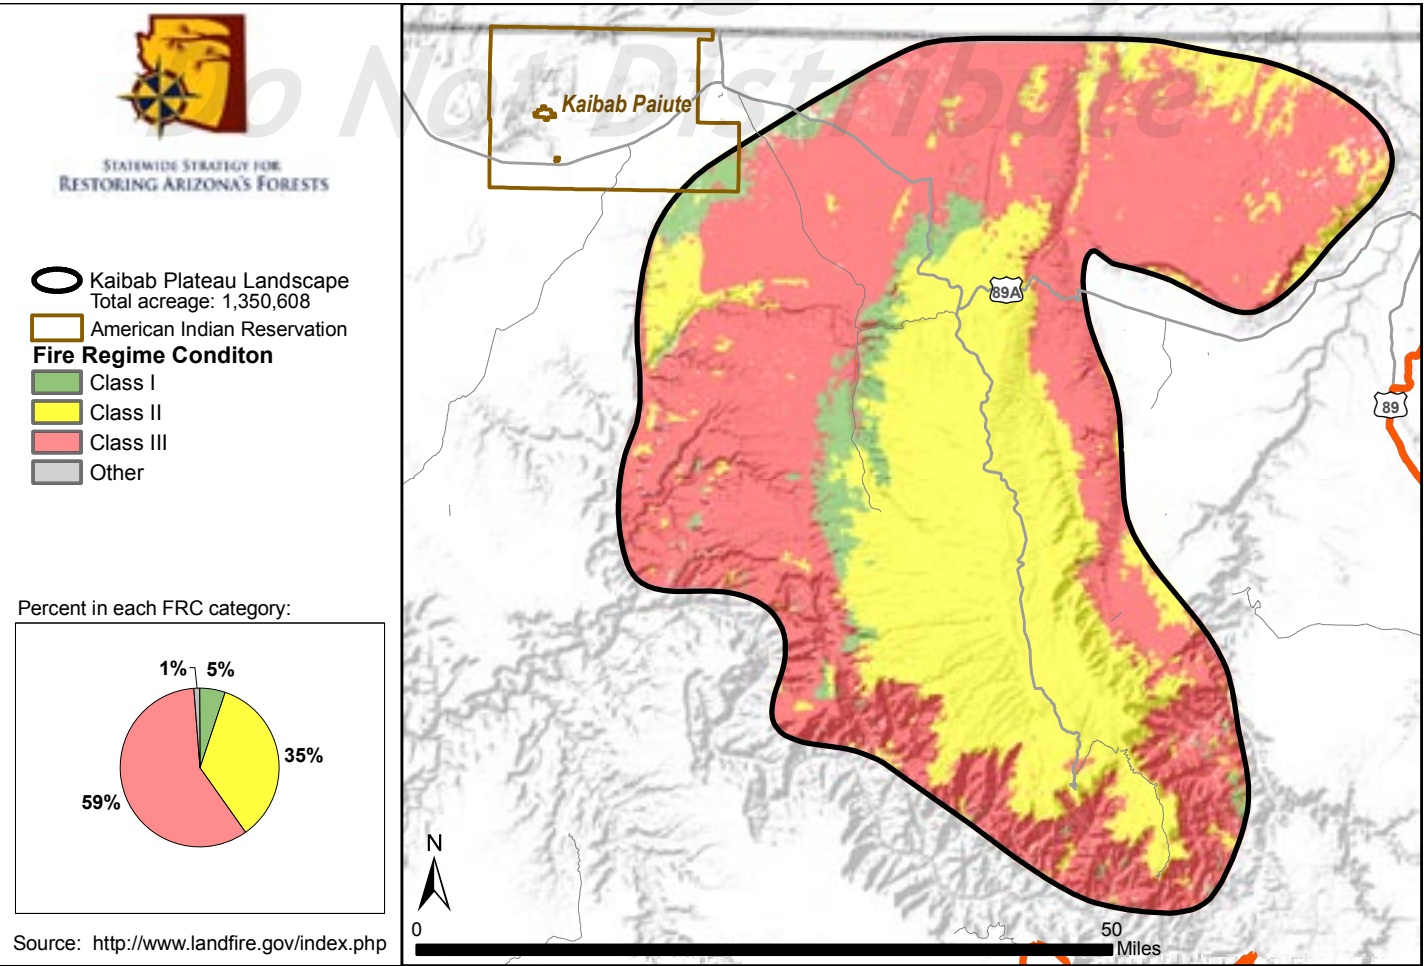 STATEWIDE STRATEGY FOR
RESTORING ARIZONA'S FORESTS
Kaibab Plateau Landscape
Total acreage: 1,350,608
American Indian Reservation
Fire Regime Conditon
Class I
Class II
Class III
Other
Percent in each FRC category:
1%
5%
35%
59%
Source: http://www.landfire.gov/index.php
Do Not Distribute
Kaibab Paiute
89A
89
N
0
50
Miles